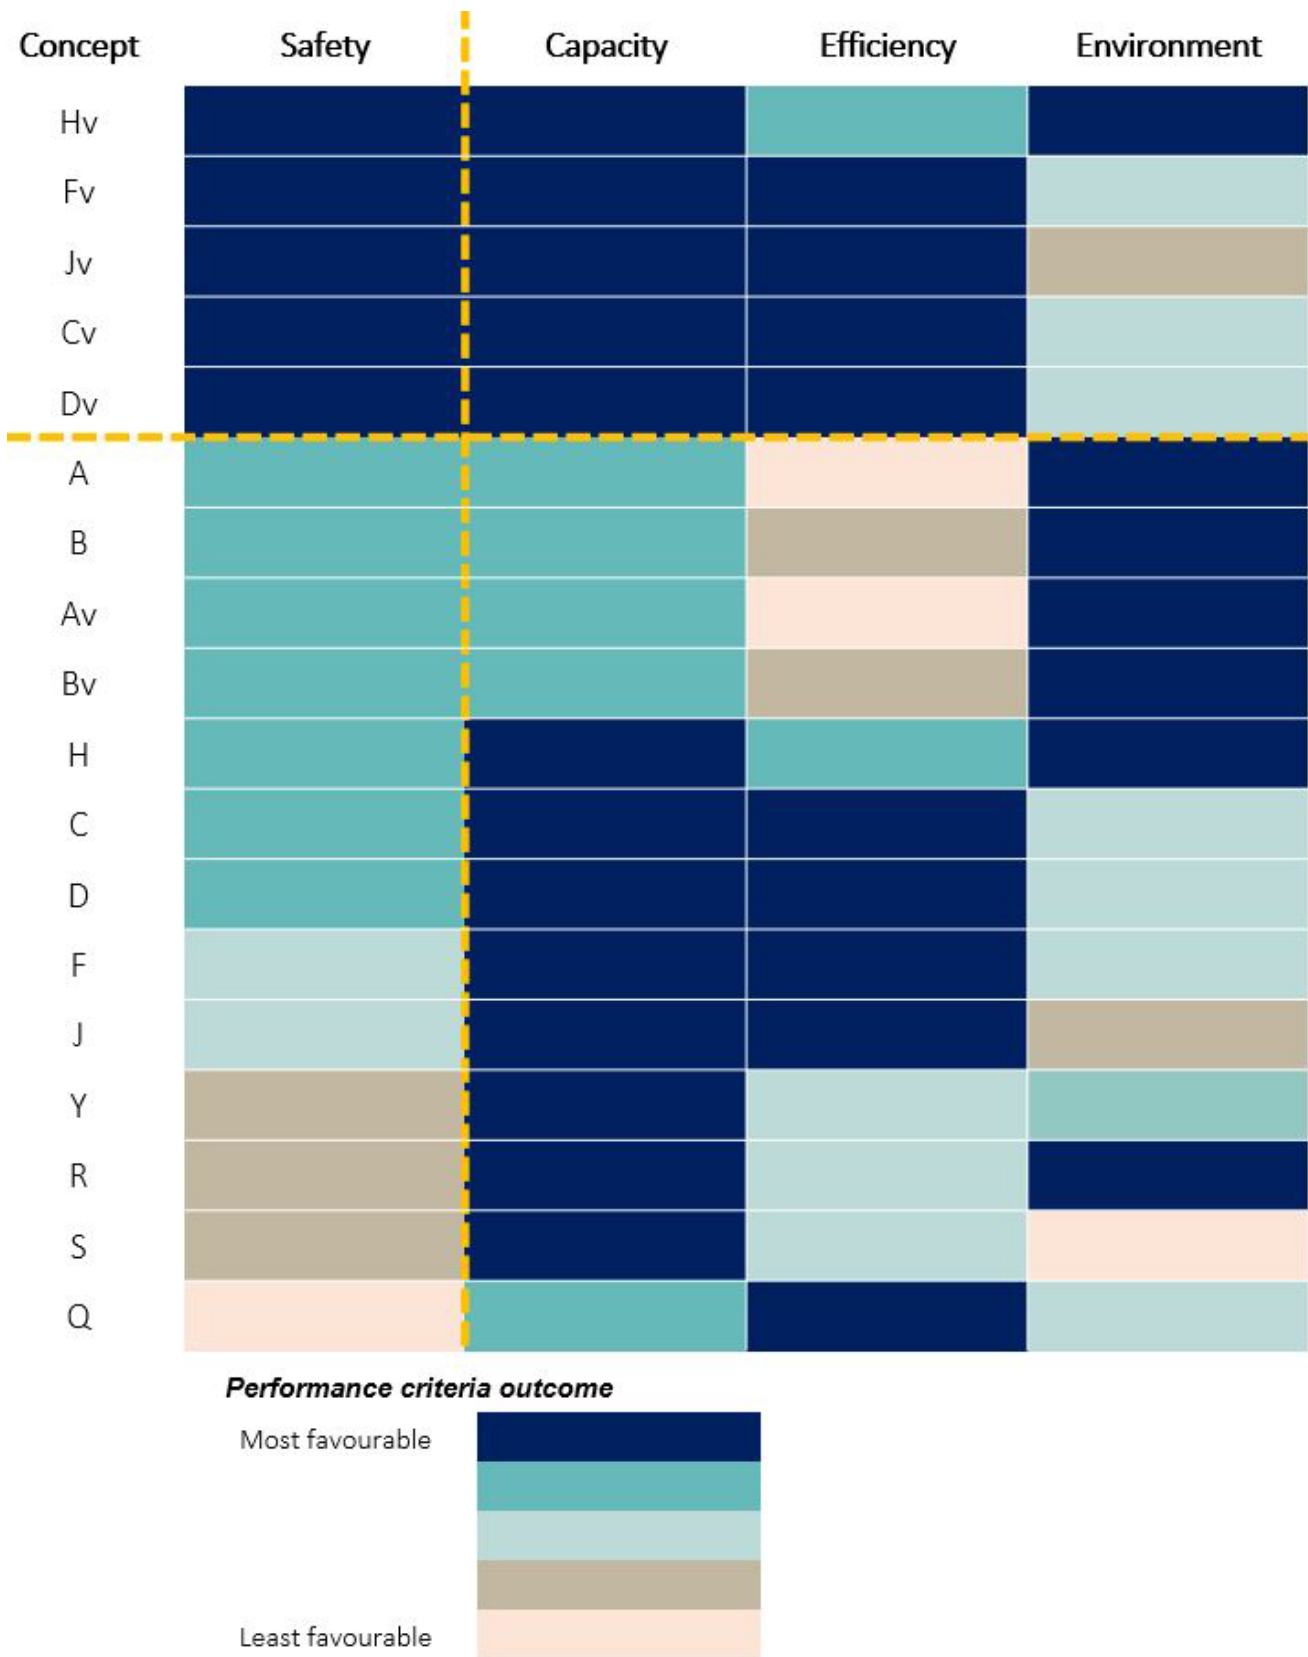 Concept Safety Capacity Efficiency Environment
Hv
Fv
Jv
Cv
Dv
A
B
Av
Bv
H
C
D
F
J
Y
R
S
Q
Performance criteria outcome
Most favourable
Least favourable